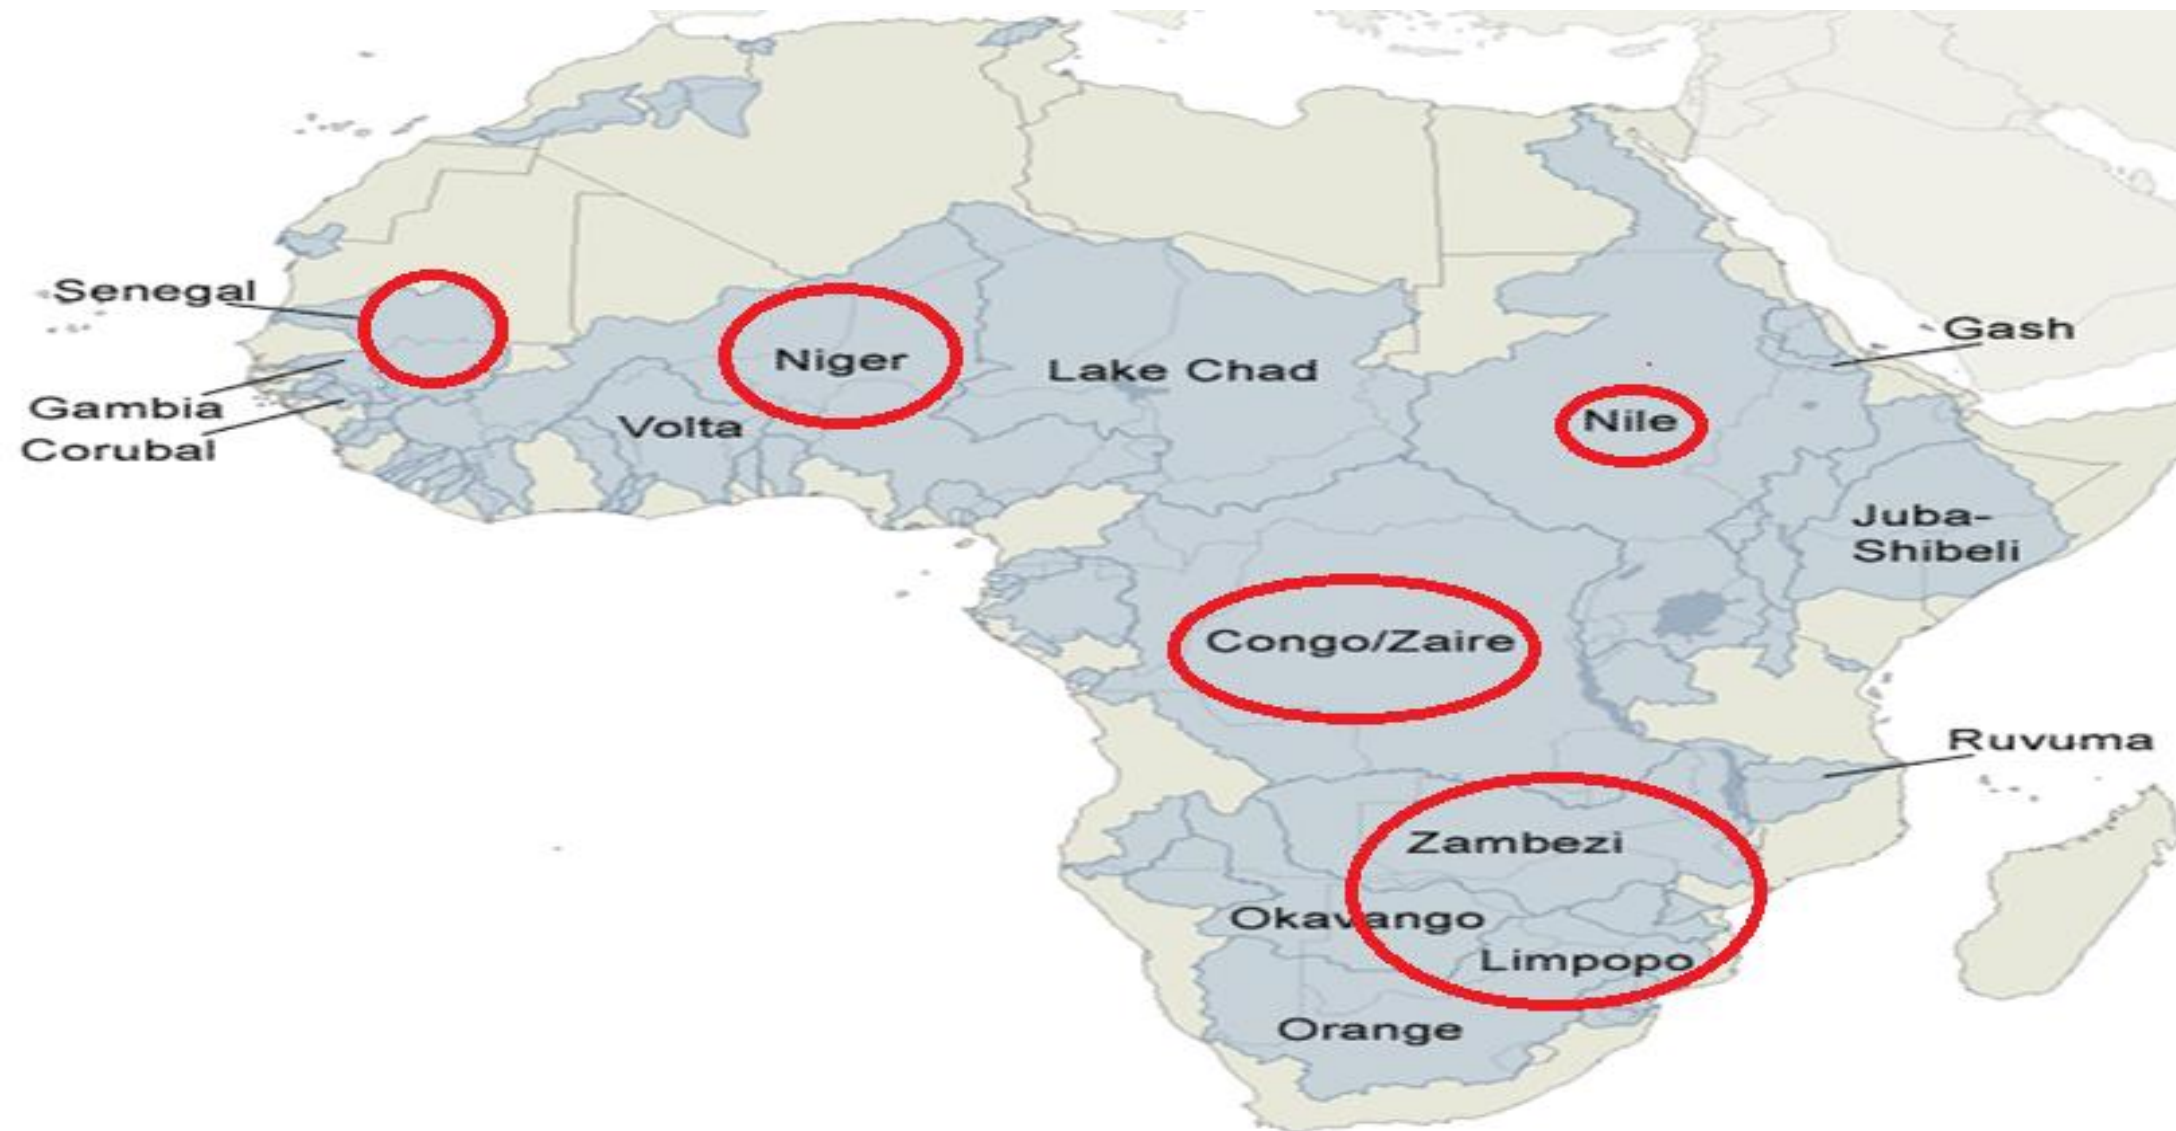 Senegal
Gash
Niger
Lake Chad
Gambia
Volta
Nile
Corubal
Juba-
Shibeli
Congo/Zaire
Ruvuma
Zambezi
Okavango
Limpopo
Orange